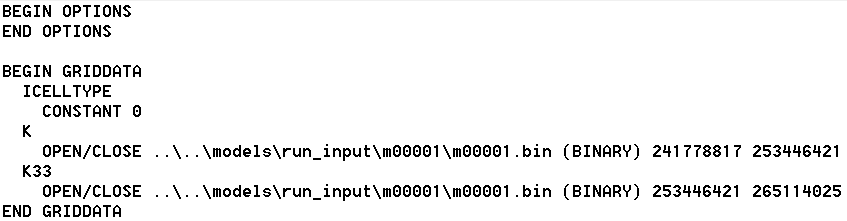 BEGIN OPTIONS
END OPTIONS

BEGIN GRIDDATA
  ICELLTYPE
    CONSTANT 0
  K
    OPEN/CLOSE ..\..\models\run_input\m00001\m00001.bin (BINARY) 241778817 253446421
  K33
    OPEN/CLOSE ..\..\models\run_input\m00001\m00001.bin (BINARY) 253446421 265114025
END GRIDDATA